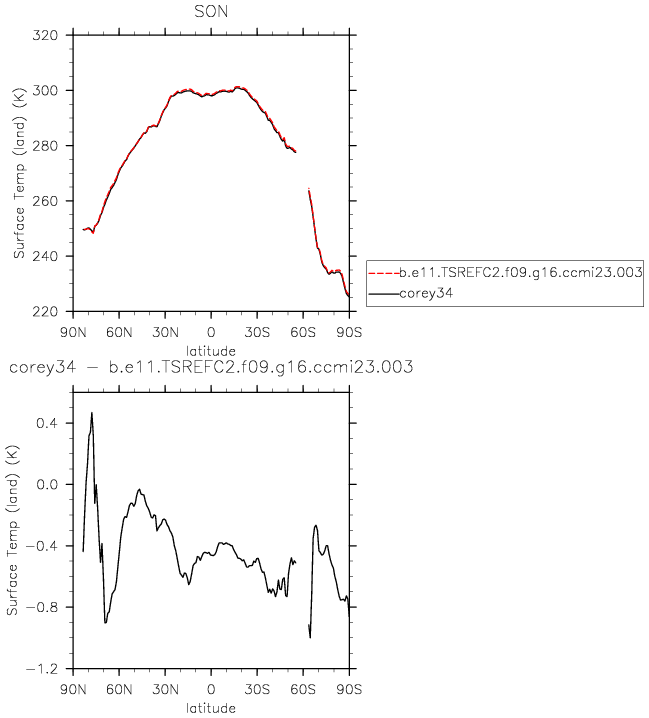 SON
320
300
280
260
240
220
Surface Temp (land) (K)
90N 60N 30N 0 30S 60S 90S
latitude
b.e11.TSREFC2.f09.g16.ccmi23.003
corey34
corey34 − b.e11.TSREFC2.f09.g16.ccmi23.003
0.4
0.0
−0.4
−0.8
−1.2
Surface Temp (land) (K)
90N 60N 30N 0 30S 60S 90S
latitude